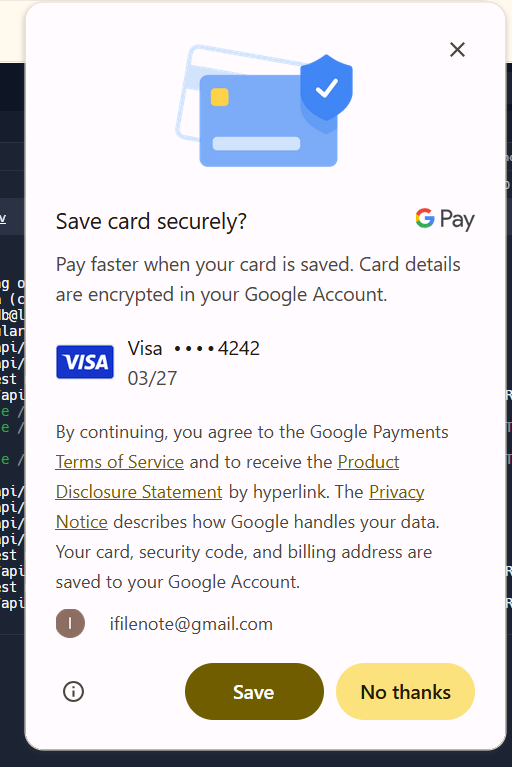 Save card securely?
G Pay
Pay faster when your card is saved. Card details
are encrypted in your Google Account.
VISA
Visa ••••4242
03/27
By continuing, you agree to the Google Payments
Terms of Service and to receive the Product
Disclosure Statement by hyperlink. The Privacy
Notice describes how Google handles your data.
Your card, security code, and billing address are
saved to your Google Account.
I
ifilenote@gmail.com
Save
No thanks